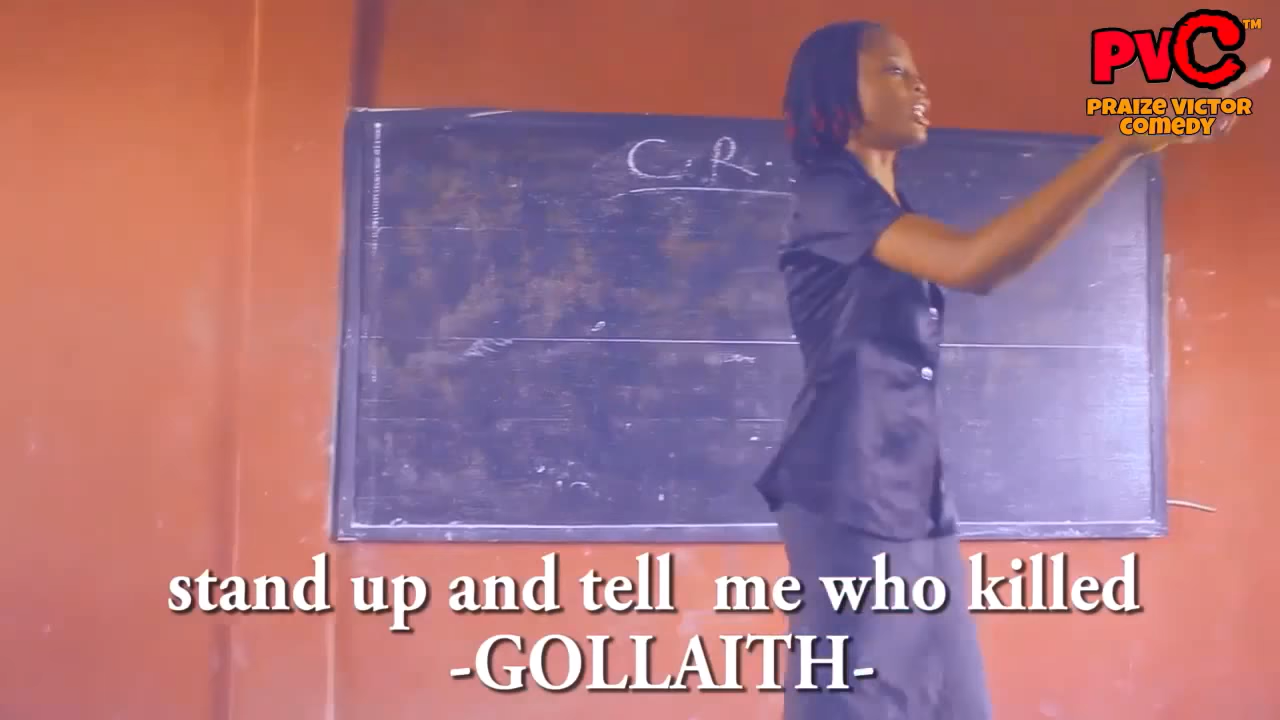 PVC™
PRAIZE VICTOR
COMEDY
C.R.
stand up and tell me who killed
-GOLLAITH-